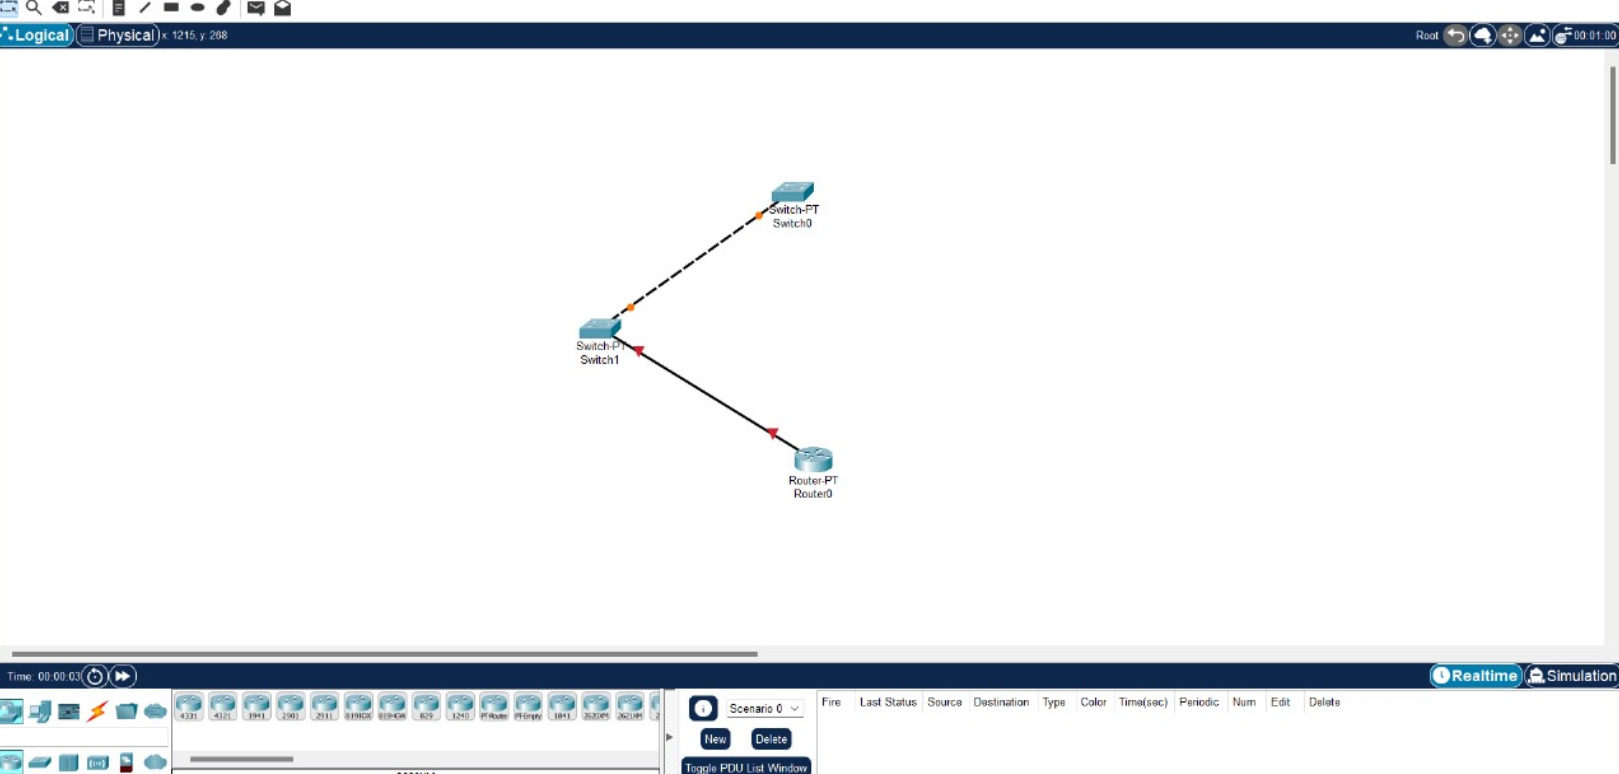 Logical Physical x: 1215, y: 268 Root 00:01:00
Switch-PT
Switch0
Switch-PT
Switch1
Router-PT
Router0
Time: 00:00:03 Realtime Simulation
4331 4321 1941 2901 2911 819IOX 819HGW 829 1240 PT-Router PT-Empty 1841 2620XM 2621XM 2
Scenario 0
Fire Last Status Source Destination Type Color Time(sec) Periodic Num Edit Delete
New Delete
Toggle PDU List Window